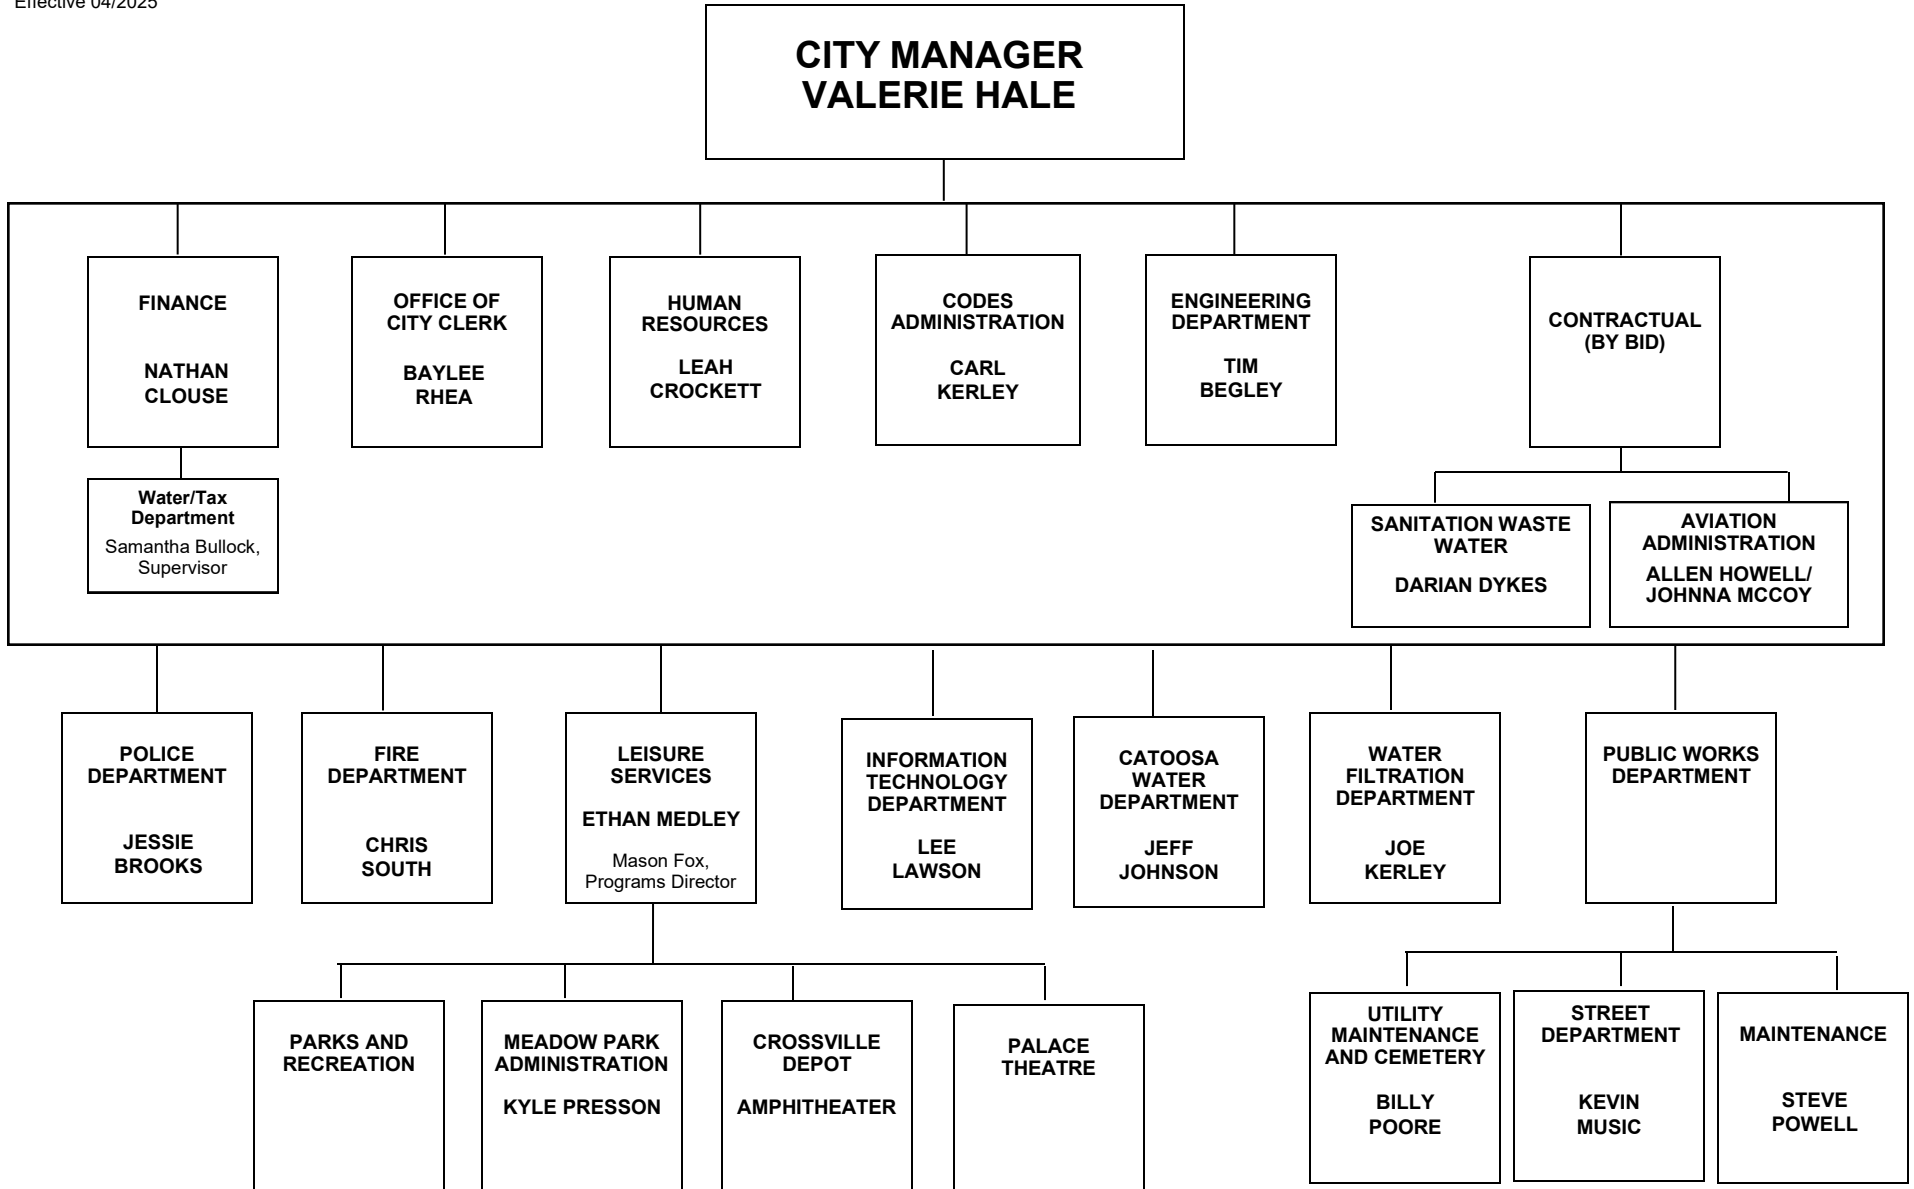 Effective 04/2025
CITY MANAGER
VALERIE HALE
FINANCE
NATHAN
CLOUSE
OFFICE OF
CITY CLERK
BAYLEE
RHEA
HUMAN
RESOURCES
LEAH
CROCKETT
CODES
ADMINISTRATION
CARL
KERLEY
ENGINEERING
DEPARTMENT
TIM
BEGLEY
CONTRACTUAL
(BY BID)
Water/Tax
Department
Samantha Bullock,
Supervisor
SANITATION WASTE
WATER
DARIAN DYKES
AVIATION
ADMINISTRATION
ALLEN HOWELL/
JOHNNA MCCOY
POLICE
DEPARTMENT
JESSIE
BROOKS
FIRE
DEPARTMENT
CHRIS
SOUTH
LEISURE
SERVICES
ETHAN MEDLEY
Mason Fox,
Programs Director
INFORMATION
TECHNOLOGY
DEPARTMENT
LEE
LAWSON
CATOOSA
WATER
DEPARTMENT
JEFF
JOHNSON
WATER
FILTRATION
DEPARTMENT
JOE
KERLEY
PUBLIC WORKS
DEPARTMENT
PARKS AND
RECREATION
MEADOW PARK
ADMINISTRATION
KYLE PRESSON
CROSSVILLE
DEPOT
AMPHITHEATER
PALACE
THEATRE
UTILITY
MAINTENANCE
AND CEMETERY
BILLY
POORE
STREET
DEPARTMENT
KEVIN
MUSIC
MAINTENANCE
STEVE
POWELL